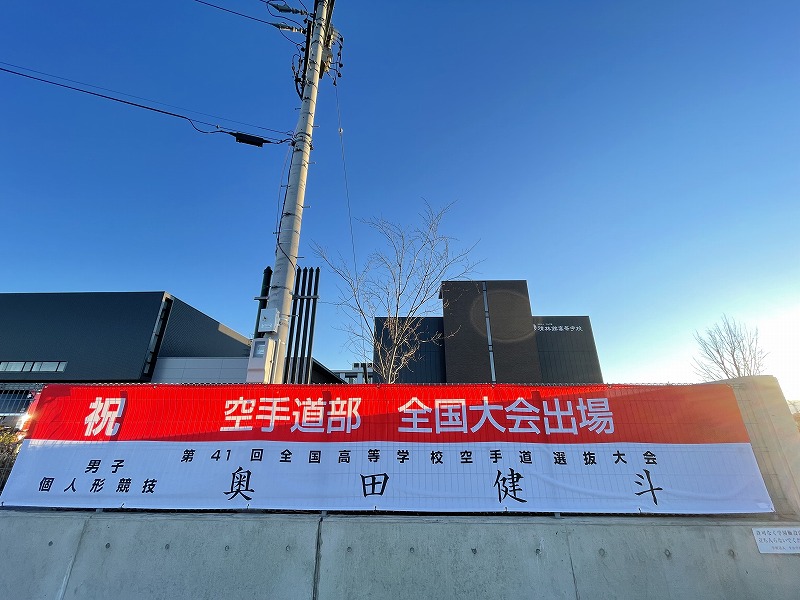 祝 空手道部 全国大会出場
第41回全国高等学校空手道選抜大会
男子
個人形競技 奥田健斗